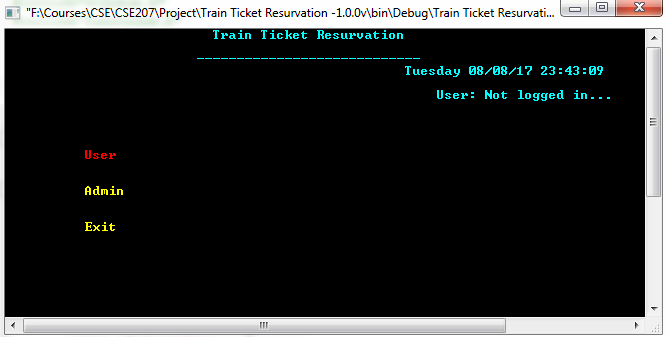 "F:\Courses\CSE\CSE207\Project\Train Ticket Resurvation -1.0.0v\bin\Debug\Train Ticket Resurvati...
Train Ticket Resurvation
Tuesday 08/08/17 23:43:09
User: Not logged in...
User
Admin
Exit